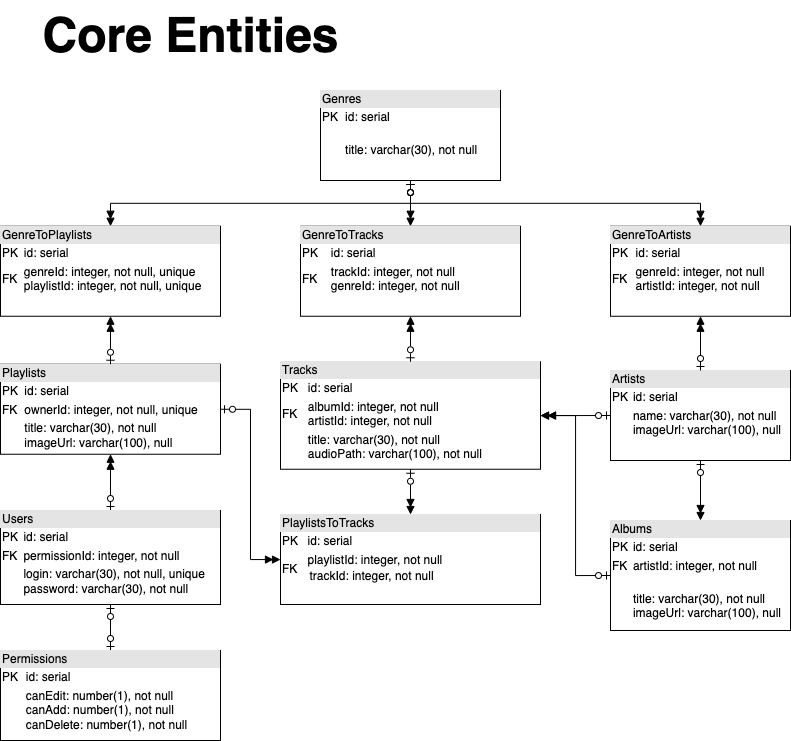 Core Entities
Genres
PK id: serial
title: varchar(30), not null
GenreToPlaylists
PK id: serial
FK genreId: integer, not null, unique
playlistId: integer, not null, unique
GenreToTracks
PK id: serial
FK trackId: integer, not null
genreId: integer, not null
GenreToArtists
PK id: serial
FK genreId: integer, not null
artistId: integer, not null
Playlists
PK id: serial
FK ownerId: integer, not null, unique
title: varchar(30), not null
imageUrl: varchar(100), null
Tracks
PK id: serial
FK albumId: integer, not null
artistId: integer, not null
title: varchar(30), not null
audioPath: varchar(100), not null
Artists
PK id: serial
name: varchar(30), not null
imageUrl: varchar(100), null
Users
PK id: serial
FK permissionId: integer, not null
login: varchar(30), not null, unique
password: varchar(30), not null
PlaylistsToTracks
PK id: serial
FK playlistId: integer, not null
trackId: integer, not null
Albums
PK id: serial
FK artistId: integer, not null
title: varchar(30), not null
imageUrl: varchar(100), null
Permissions
PK id: serial
canEdit: number(1), not null
canAdd: number(1), not null
canDelete: number(1), not null